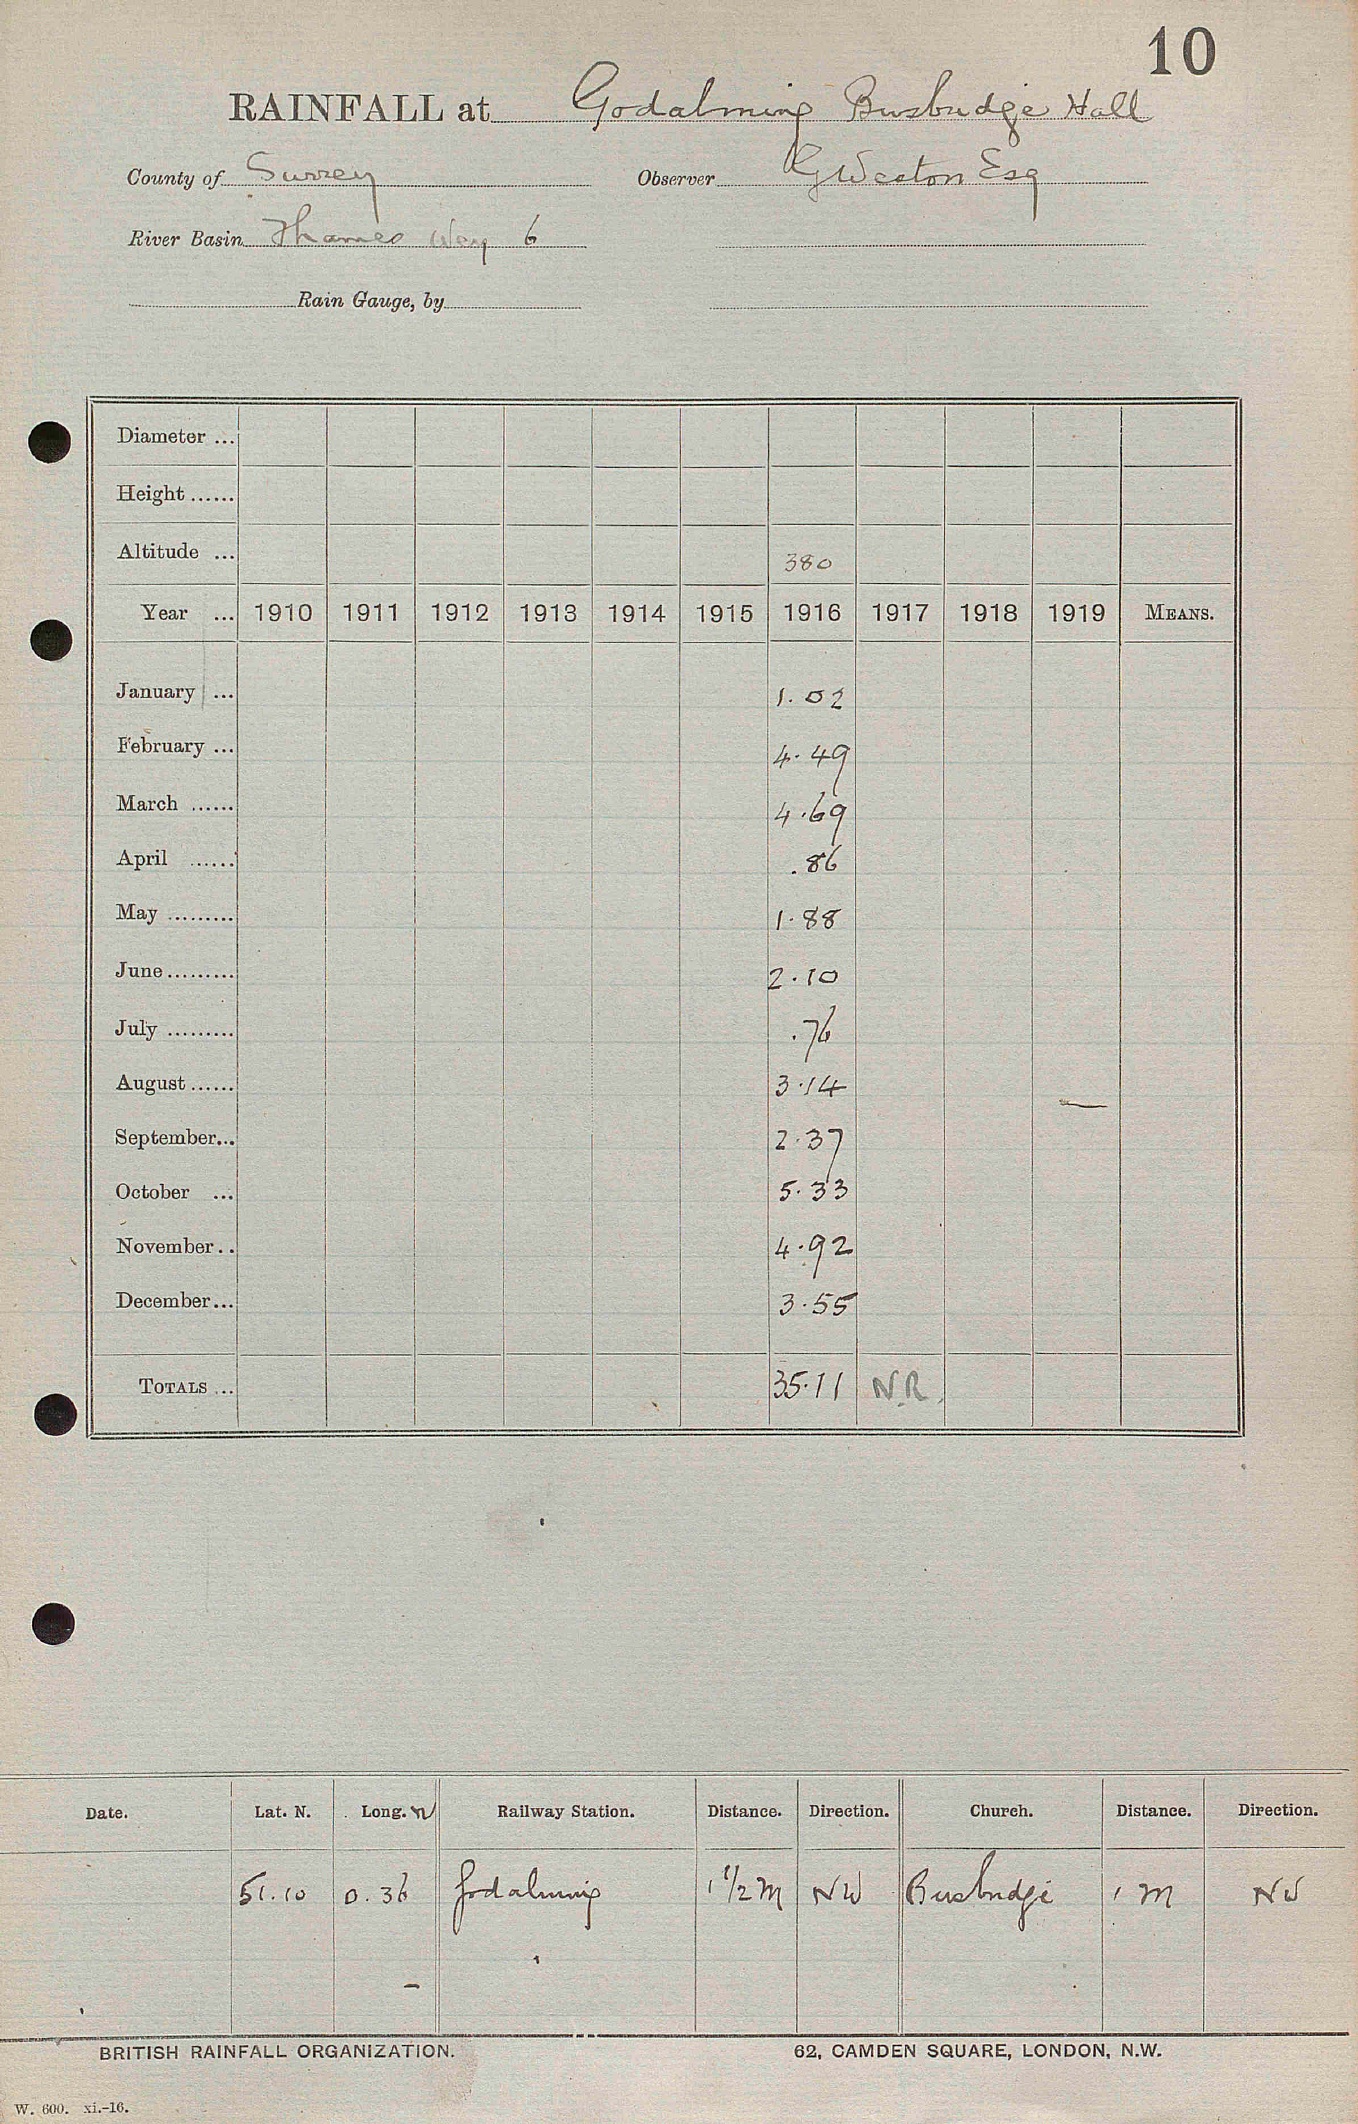 10
RAINFALL at Godalming Busbridge Hall
County of Surrey Observer G Weston Esq
River Basin Thames Wey 6
Rain Gauge, by
Diameter ...
Height ......
Altitude ... 380
Year ... 1910 1911 1912 1913 1914 1915 1916 1917 1918 1919 MEANS.
January ... 1.02
February ... 4.49
March ...... 4.69
April ...... .86
May ......... 1.88
June ......... 2.10
July ......... .76
August ...... 3.14
September ... 2.37
October ... 5.33
November .. 4.92
December ... 3.55
TOTALS ... 35.11 N.R.
Date. Lat. N. Long. W Railway Station. Distance. Direction. Church. Distance. Direction.
51.10 0.36 Godalming 1 1/2 M NW Busbridge 1 M NW
BRITISH RAINFALL ORGANIZATION. 62, CAMDEN SQUARE, LONDON, N.W.
W. 600. xi.-16.